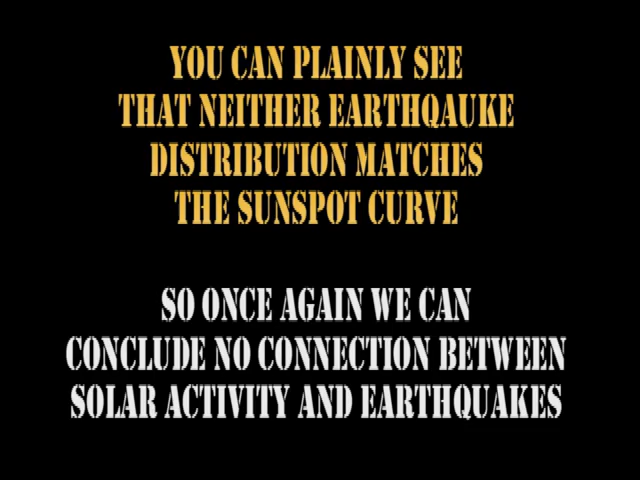 YOU CAN PLAINLY SEE
THAT NEITHER EARTHQAUKE
DISTRIBUTION MATCHES
THE SUNSPOT CURVE
SO ONCE AGAIN WE CAN
CONCLUDE NO CONNECTION BETWEEN
SOLAR ACTIVITY AND EARTHQUAKES